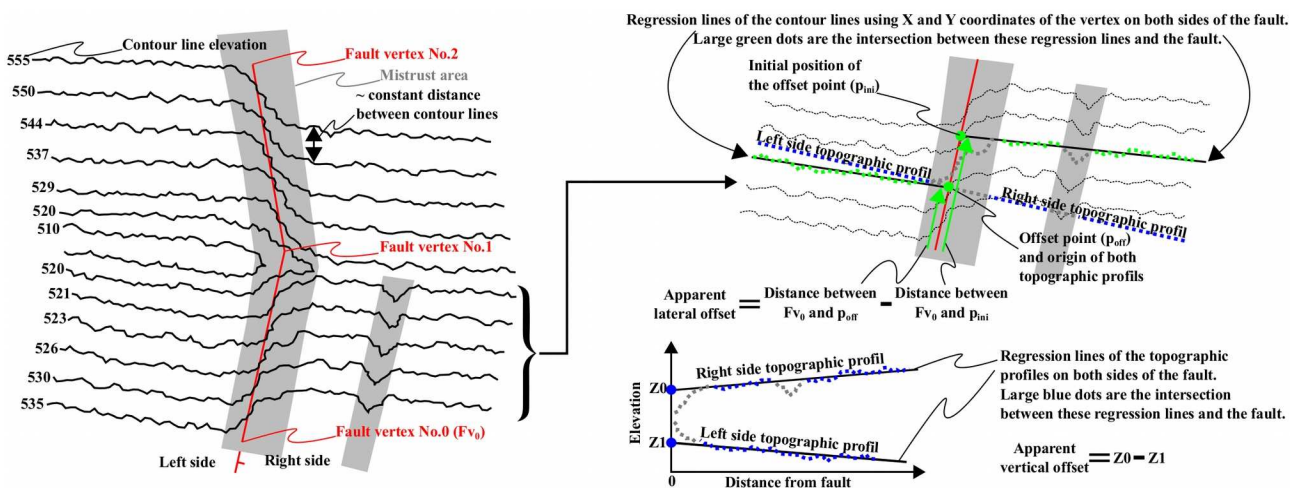 Contour line elevation
555
550
544
537
529
520
510
520
521
523
526
530
535
Fault vertex No.2
Mistrust area
~ constant distance
between contour lines
Fault vertex No.1
Fault vertex No.0 (Fv0)
Left side
Right side
Regression lines of the contour lines using X and Y coordinates of the vertex on both sides of the fault.
Large green dots are the intersection between these regression lines and the fault.
Initial position
of the offset point (pini)
Left side topographic profil
Right side topographic profil
Offset point (poff)
and origin of both
topographic profils
Apparent
lateral offset
=
Distance between
Fv0 and poff
-
Distance between
Fv0 and pini
Elevation
Z0
Z1
0
Distance from fault
Right side topographic profil
Left side topographic profil
Regression lines of the topographic
profiles on both sides of the fault.
Large blue dots are the intersection
between these regression lines and the fault.
Apparent
vertical offset
= Z0 - Z1